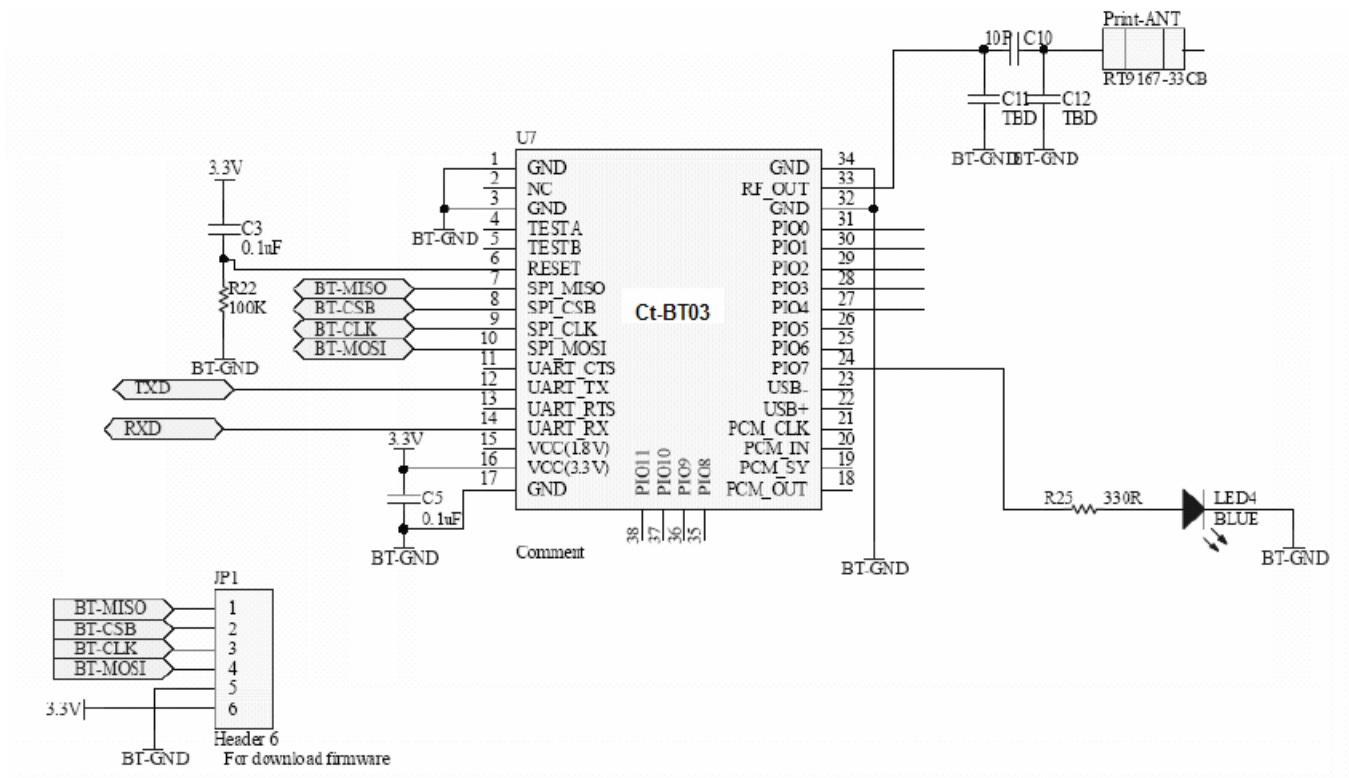 Print-ANT
10P C10
RT9167-33CB
C11
TBD
C12
TBD
BT-GND
BT-GND
U7
3.3V
C3
0.1uF
R22
100K
BT-GND
BT-GND
1 GND
2 NC
3 GND
4 TESTA
5 TESTB
6 RESET
7 SPI_MISO
8 SPI_CSB
9 SPI_CLK
10 SPI_MOSI
11 UART_CTS
12 UART_TX
13 UART_RTS
14 UART_RX
15 VCC(1.8V)
16 VCC(3.3V)
17 GND
BT-MISO
BT-CSB
BT-CLK
BT-MOSI
TXD
RXD
Ct-BT03
GND 34
RF_OUT 33
GND 32
PIO0 31
PIO1 30
PIO2 29
PIO3 28
PIO4 27
PIO5 26
PIO6 25
PIO7 24
USB- 23
USB+ 22
PCM_CLK 21
PCM_IN 20
PCM_SY 19
PCM_OUT 18
PIO11
PIO10
PIO9
PIO8
38
37
36
35
3.3V
C5
0.1uF
BT-GND
Comment
BT-GND
R25 330R
LED4
BLUE
BT-GND
JP1
BT-MISO 1
BT-CSB 2
BT-CLK 3
BT-MOSI 4
5
3.3V 6
BT-GND
Header 6
For download firmware